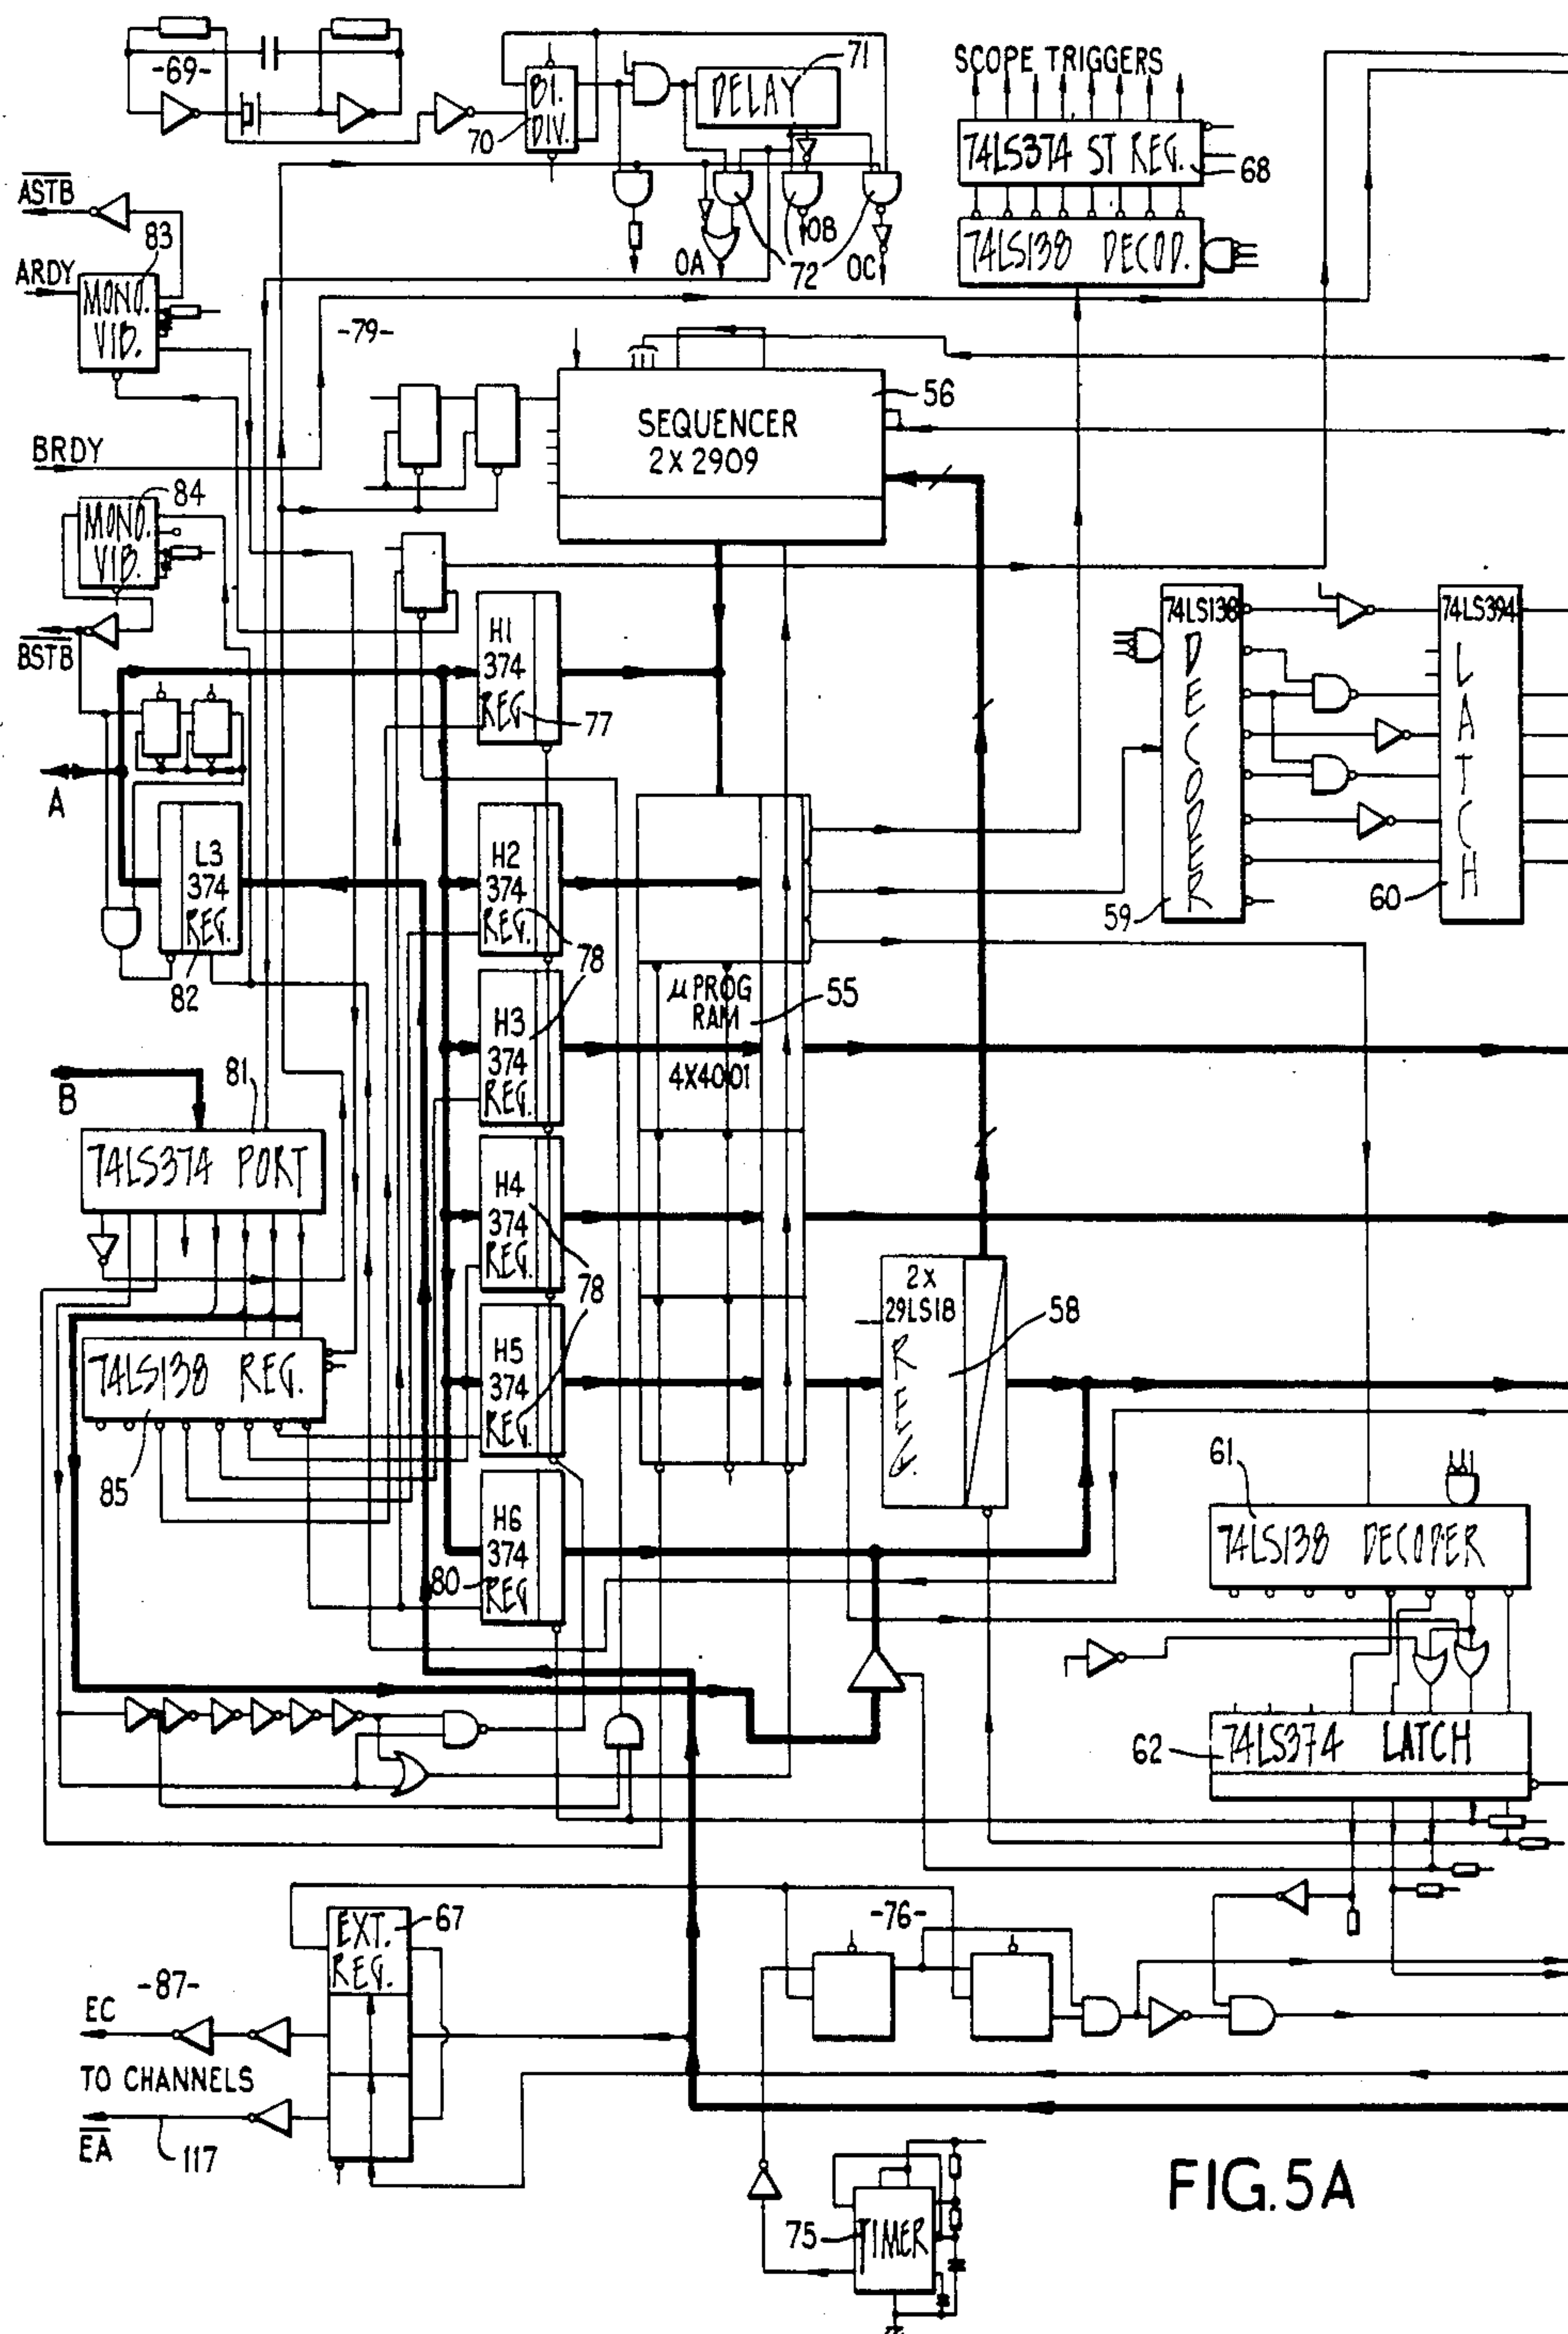 -69-
BI.
DIV.
70
DELAY
71
SCOPE TRIGGERS
74LS374 ST REG.
68
74LS138 DECOD.
ASTB
83
ARDY
MONO.
VIB.
OA
72
OB
OC
-79-
56
SEQUENCER
2X2909
BRDY
84
MONO.
VIB.
BSTB
H1
374
REG
77
74LS138
DECODER
59
74LS394
LATCH
60
A
L3
374
REG.
82
H2
374
REG.
78
H3
374
REG.
µPROG
RAM
55
4X4001
B
81
74LS374 PORT
H4
374
REG.
78
2X
29LS18
REG.
58
74LS138 REG.
85
H5
374
REG.
H6
374
REG
80
61
74LS138 DECODER
62
74LS374 LATCH
67
EXT.
REG.
-76-
-87-
EC
TO CHANNELS
EA
117
75
TIMER
FIG.5A